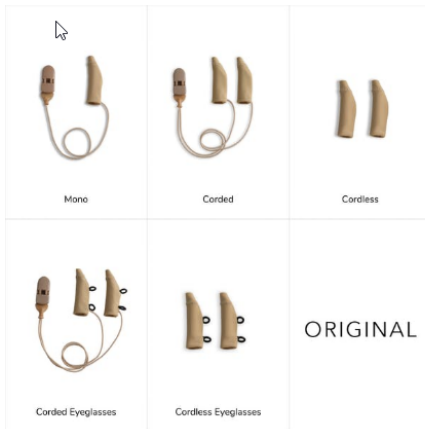 Mono
Corded
Cordless
Corded Eyeglasses
Cordless Eyeglasses
ORIGINAL